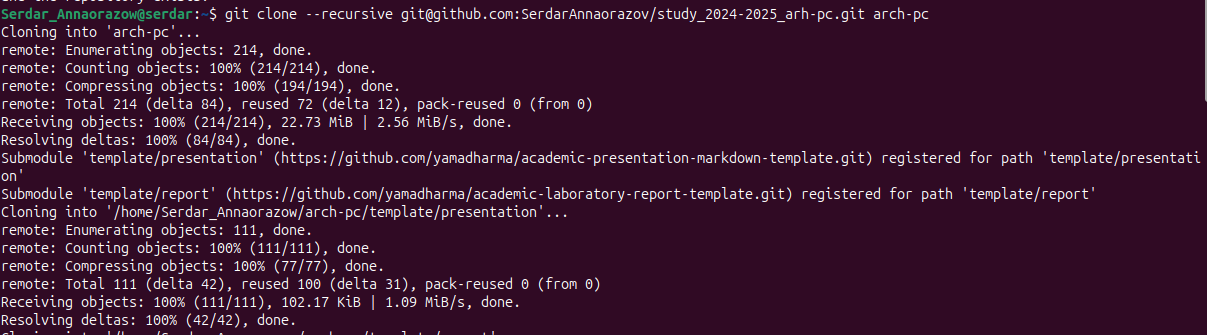 Serdar_Annaorazow@serdar:~$ git clone --recursive git@github.com:SerdarAnnaorazov/study_2024-2025_arh-pc.git arch-pc
Cloning into 'arch-pc'...
remote: Enumerating objects: 214, done.
remote: Counting objects: 100% (214/214), done.
remote: Compressing objects: 100% (194/194), done.
remote: Total 214 (delta 84), reused 72 (delta 12), pack-reused 0 (from 0)
Receiving objects: 100% (214/214), 22.73 MiB | 2.56 MiB/s, done.
Resolving deltas: 100% (84/84), done.
Submodule 'template/presentation' (https://github.com/yamadharma/academic-presentation-markdown-template.git) registered for path 'template/presentati
on'
Submodule 'template/report' (https://github.com/yamadharma/academic-laboratory-report-template.git) registered for path 'template/report'
Cloning into '/home/Serdar_Annaorazow/arch-pc/template/presentation'...
remote: Enumerating objects: 111, done.
remote: Counting objects: 100% (111/111), done.
remote: Compressing objects: 100% (77/77), done.
remote: Total 111 (delta 42), reused 100 (delta 31), pack-reused 0 (from 0)
Receiving objects: 100% (111/111), 102.17 KiB | 1.09 MiB/s, done.
Resolving deltas: 100% (42/42), done.